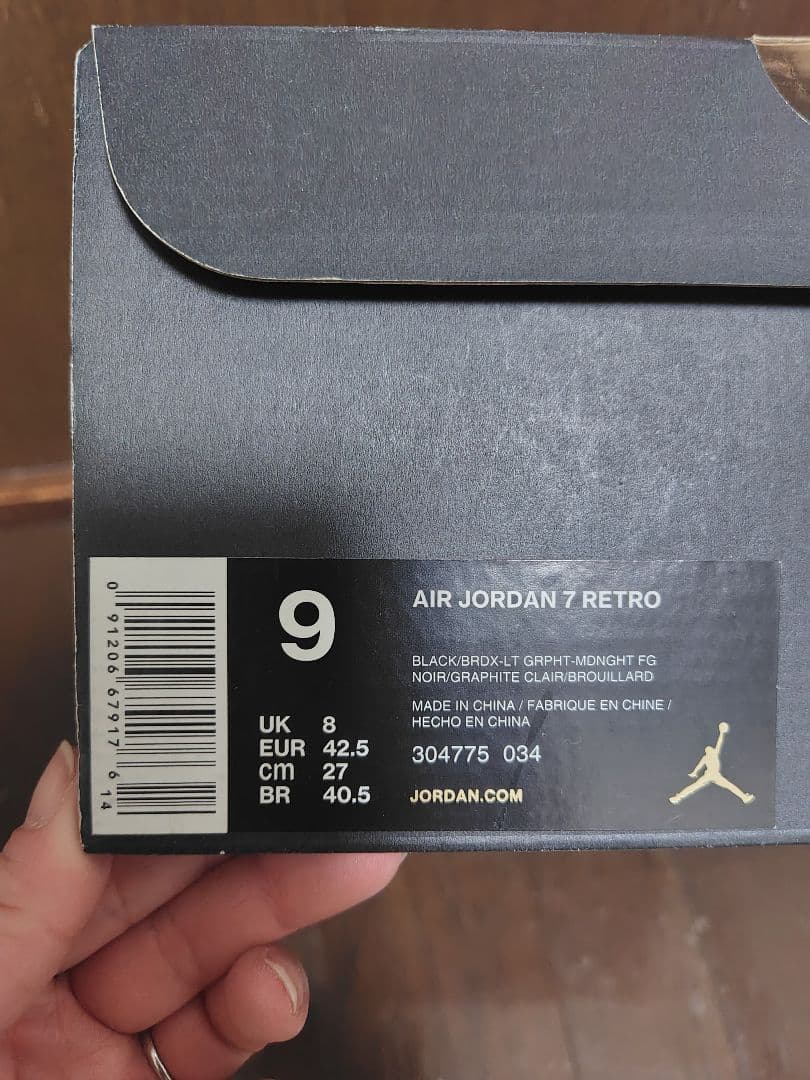 0 91206 67917 6 14
9
UK 8
EUR 42.5
cm 27
BR 40.5
AIR JORDAN 7 RETRO
BLACK/BRDX-LT GRPHT-MDNGHT FG
NOIR/GRAPHITE CLAIR/BROUILLARD
MADE IN CHINA / FABRIQUE EN CHINE /
HECHO EN CHINA
304775 034
JORDAN.COM